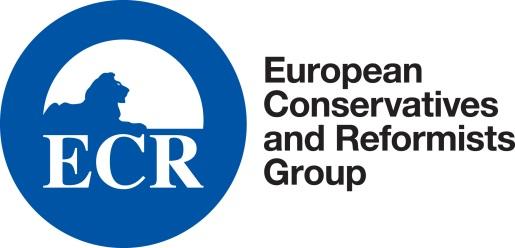 ECR
European
Conservatives
and Reformists
Group